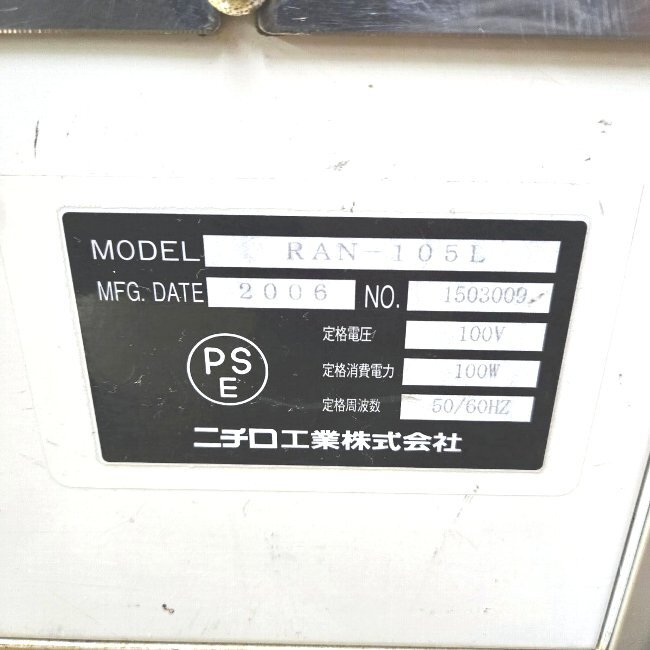 MODEL RAN-105L
MFG. DATE 2006 NO. 1503009
定格電圧 100V
PS
E
定格消費電力 100W
定格周波数 50/60HZ
ニチロ工業株式会社